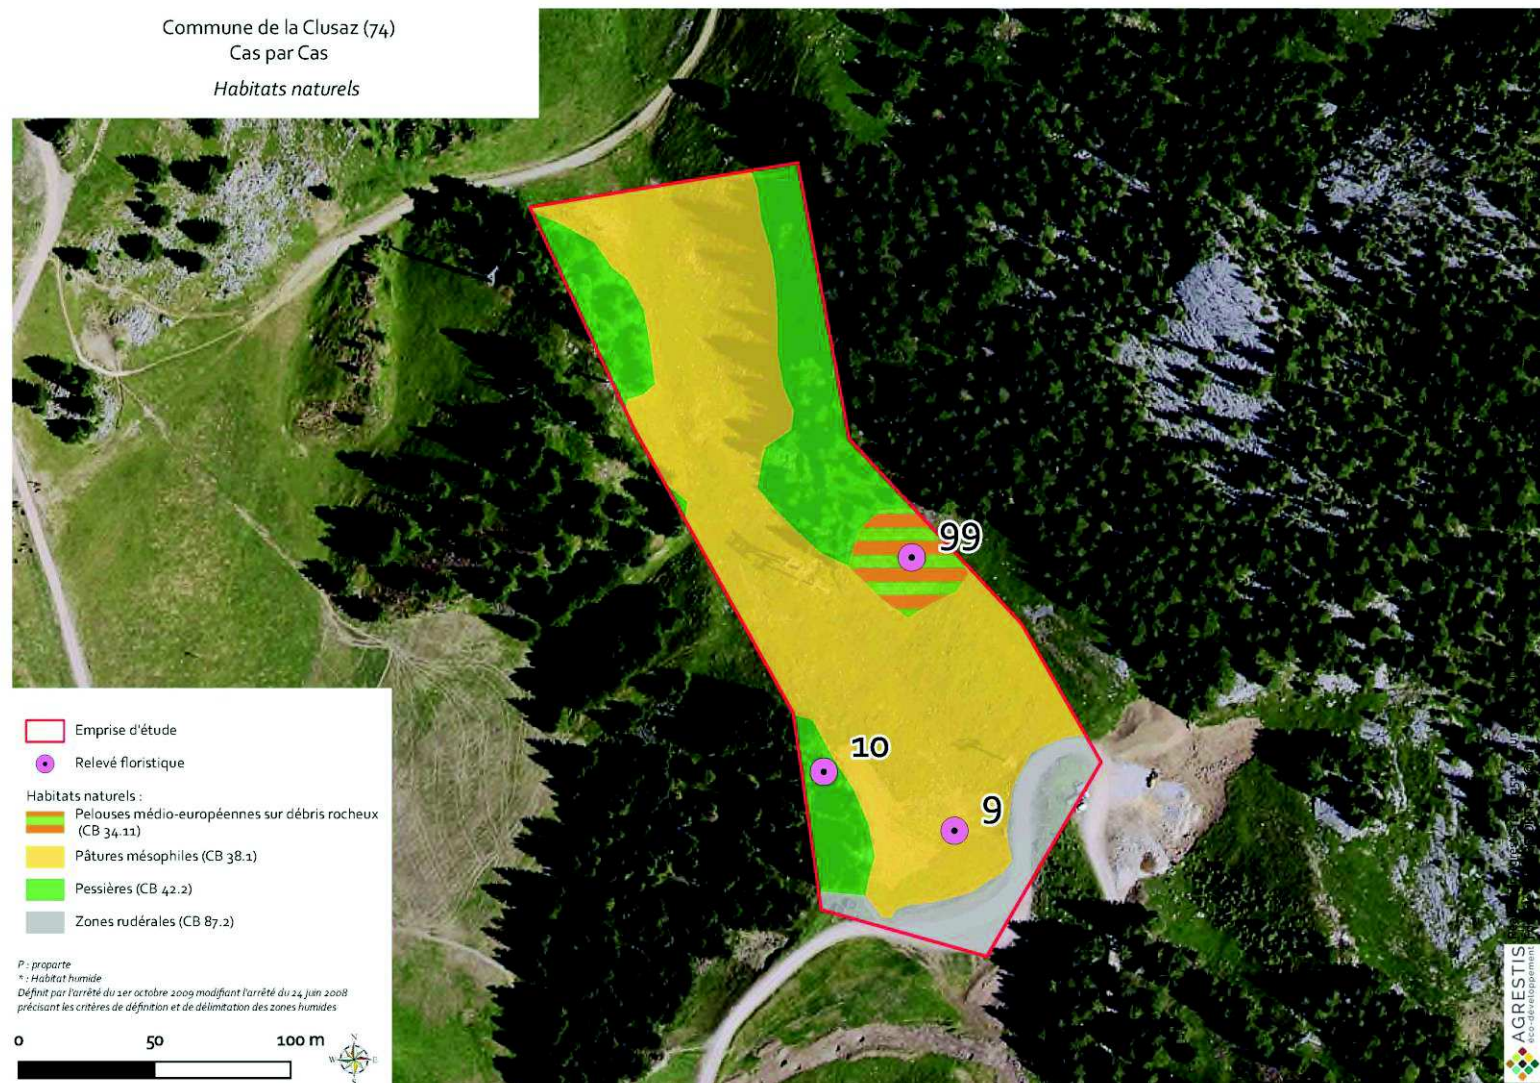 Commune de la Clusaz (74)
Cas par Cas
Habitats naturels
99
10
9
Emprise d'étude
Relevé floristique
Habitats naturels :
Pelouses médio-européennes sur débris rocheux
(CB 34.11)
Pâtures mésophiles (CB 38.1)
Pessières (CB 42.2)
Zones rudérales (CB 87.2)
P : proparte
* : Habitat humide
Définit par l'arrêté du 1er octobre 2009 modifiant l'arrêté du 24 juin 2008
précisant les critères de définition et de délimitation des zones humides
0 50 100 m
N
W E
S
AGRESTIS
éco-développement